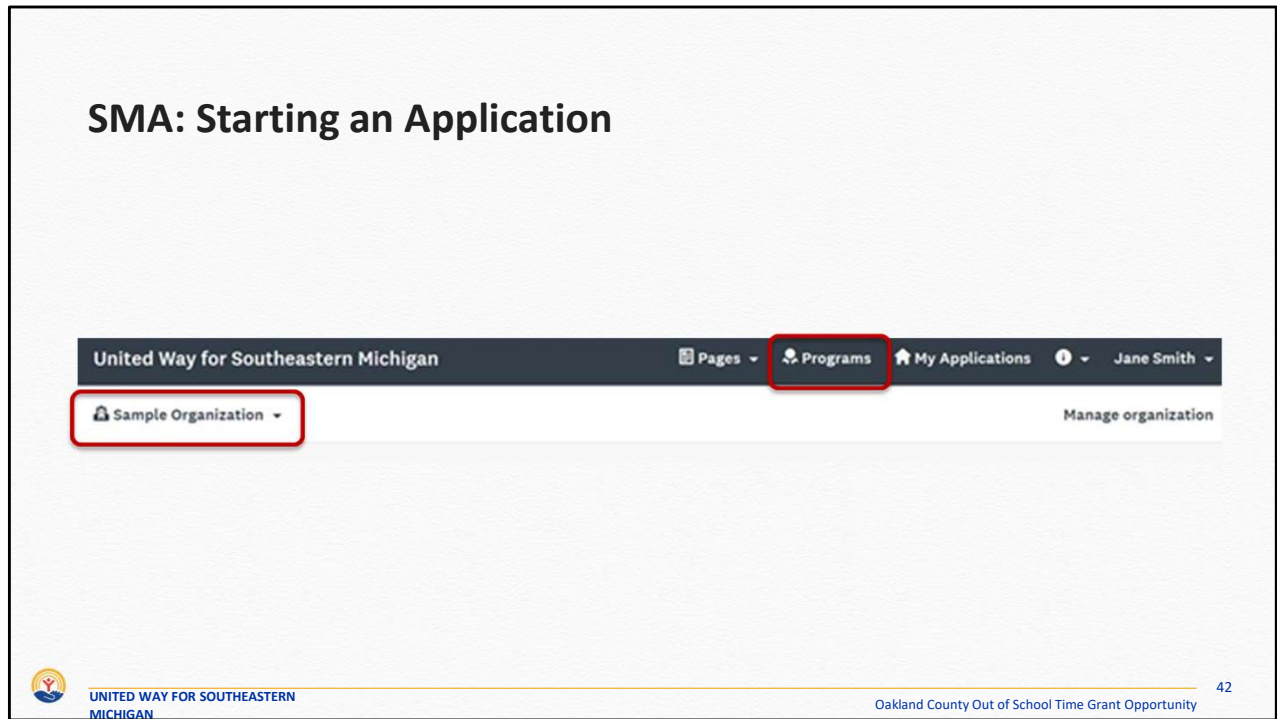 SMA: Starting an Application
United Way for Southeastern Michigan Pages Programs My Applications Jane Smith
Sample Organization Manage organization
UNITED WAY FOR SOUTHEASTERN
MICHIGAN
Oakland County Out of School Time Grant Opportunity
42